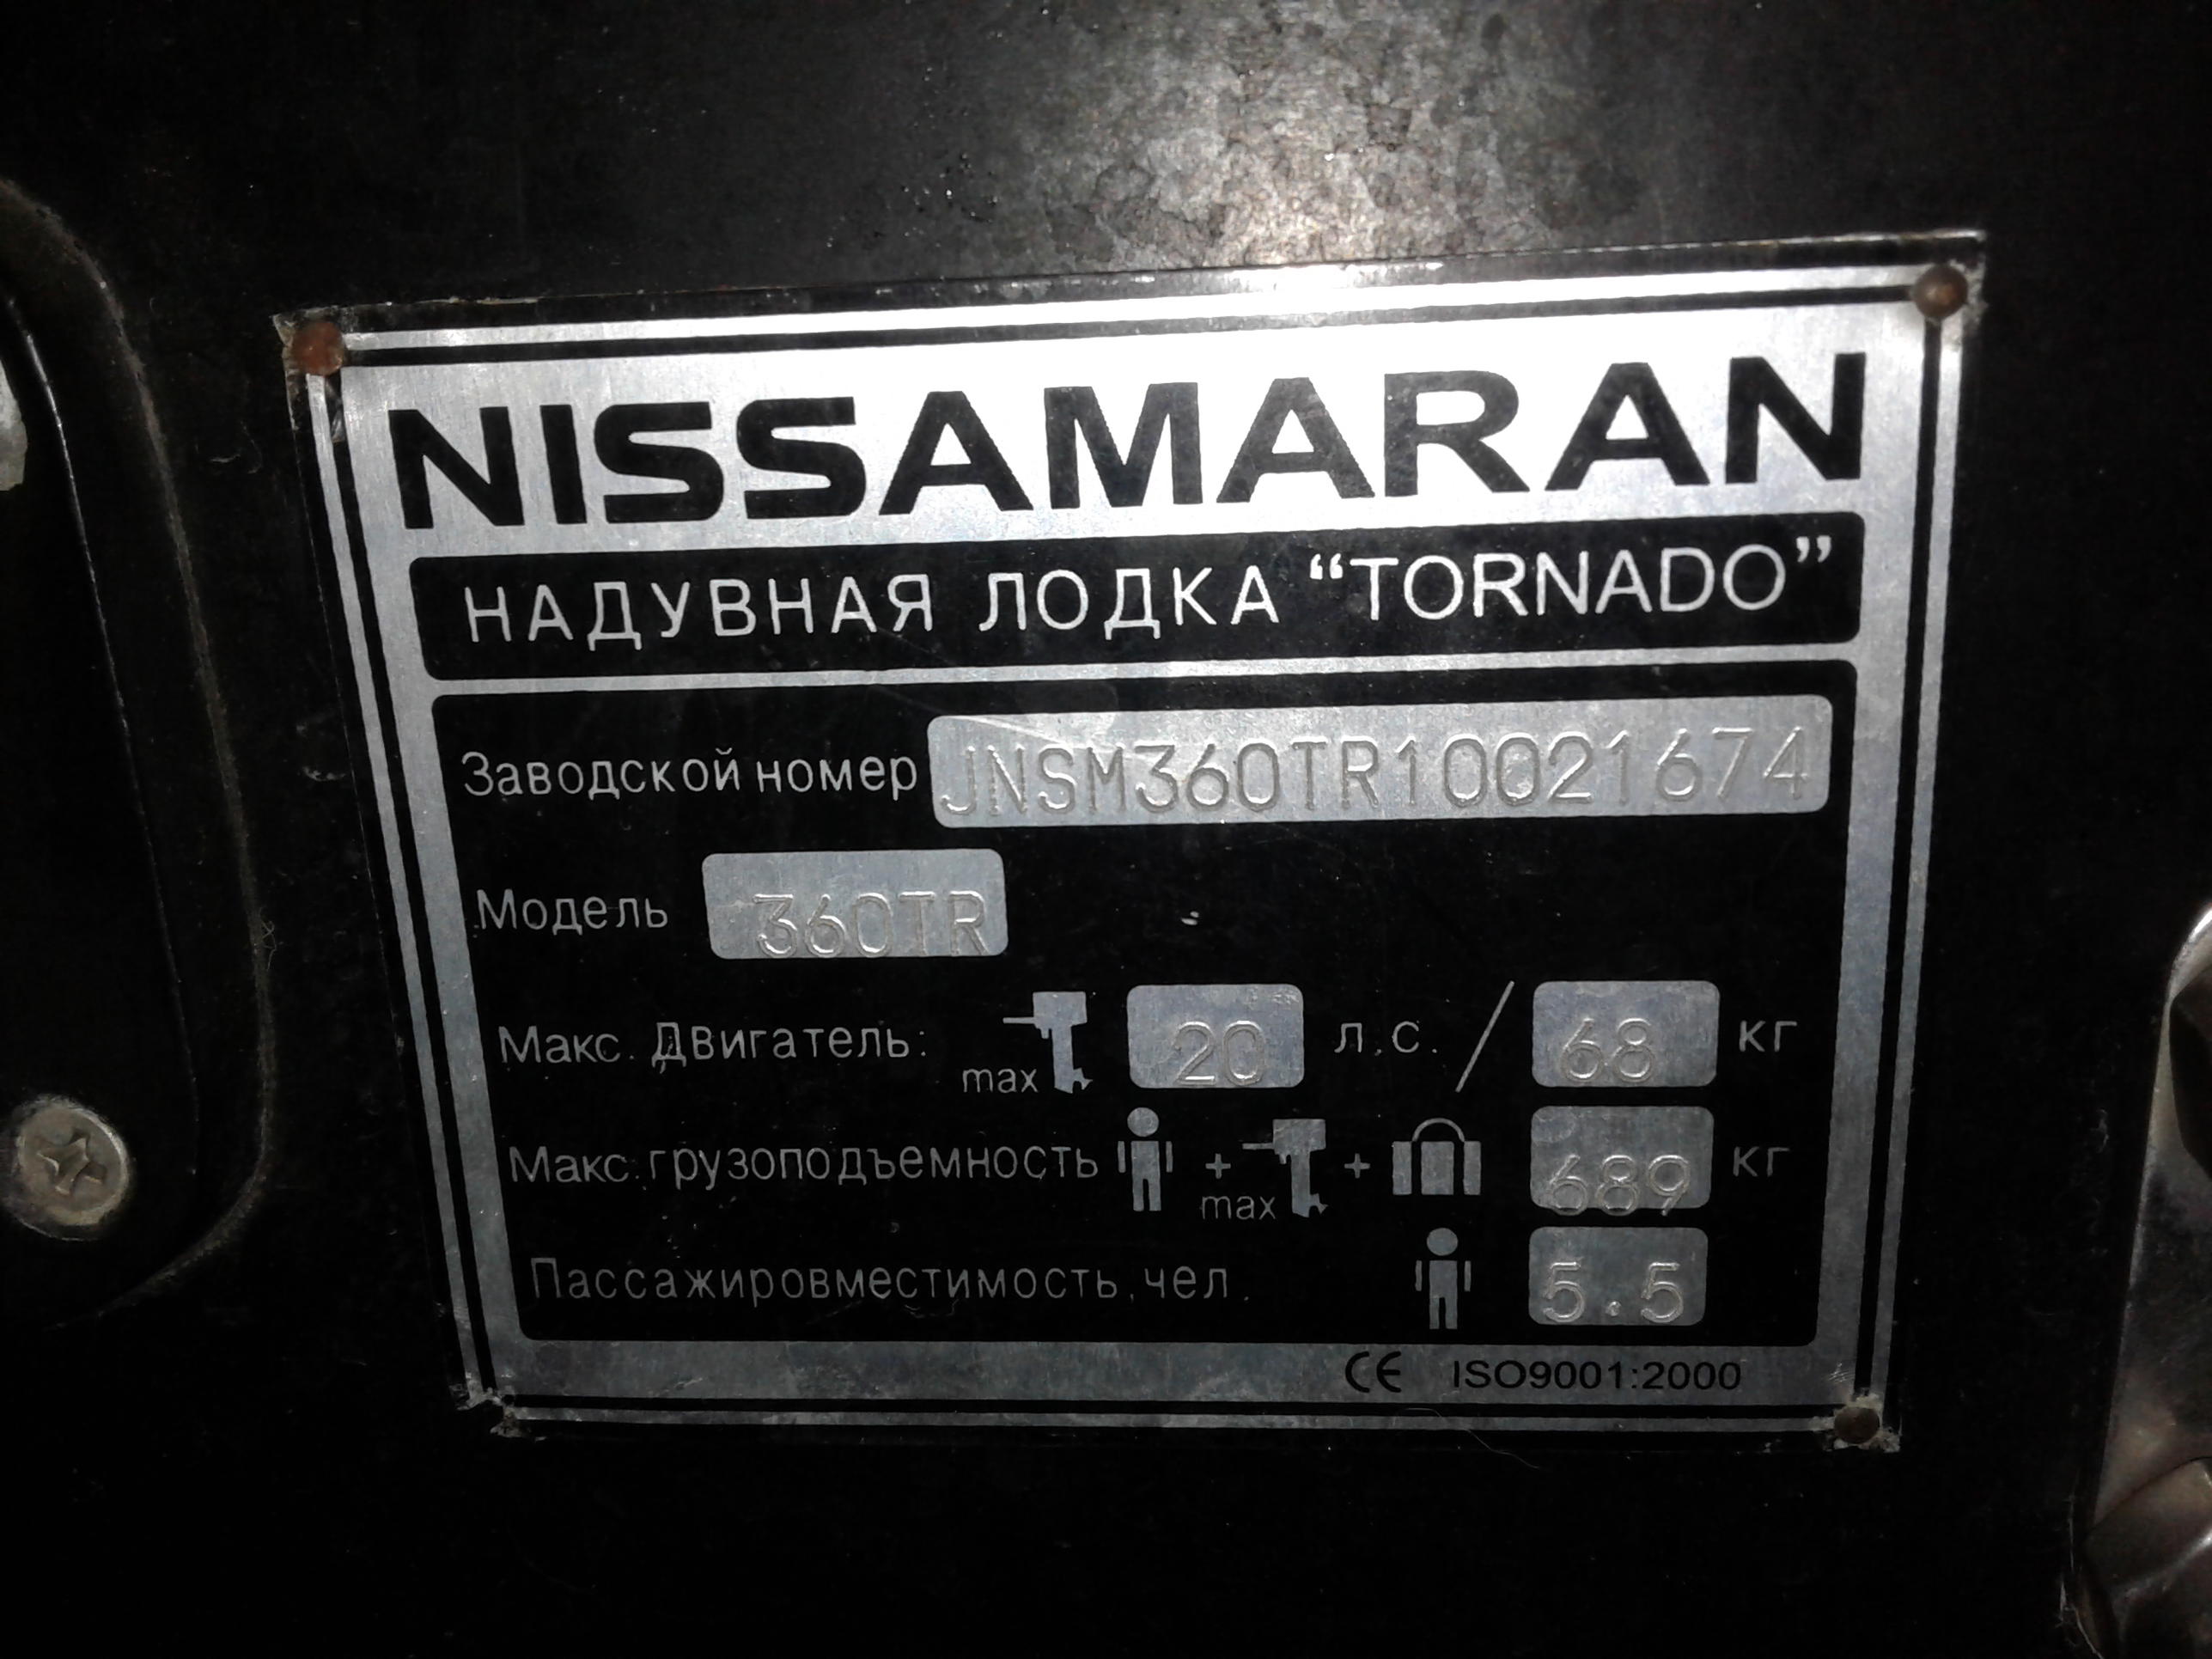 NISSAMARAN
НАДУВНАЯ ЛОДКА “TORNADO”
Заводской номер JNSM360TR10021674
Модель 360TR
Макс. Двигатель: max 20 л.с. / 68 кг
Макс.грузоподъемность + max + 689 кг
Пассажировместимость,чел. 5.5
CE ISO9001:2000